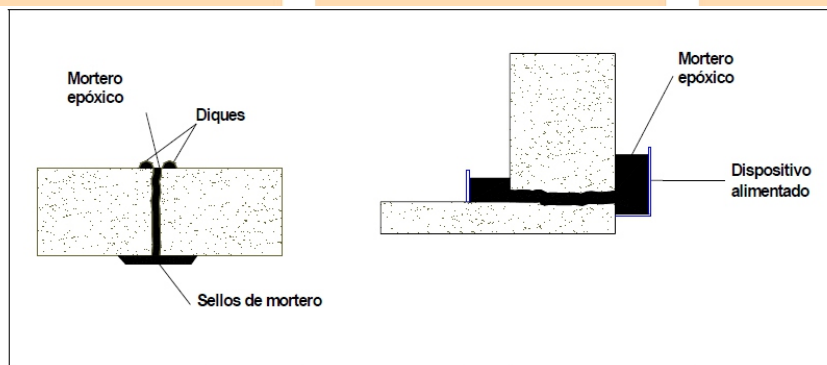 Mortero
epóxico
Diques
Sellos de mortero
Mortero
epóxico
Dispositivo
alimentado